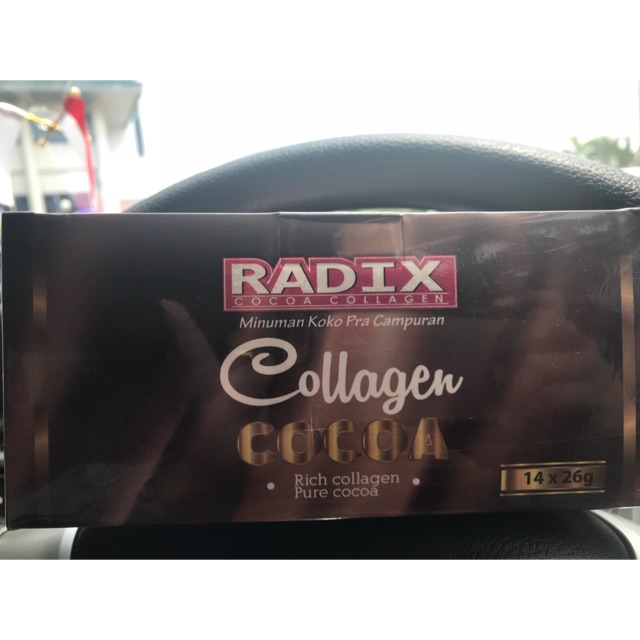 RADIX
COCOA COLLAGEN
Minuman Koko Pra Campuran
Collagen
COCOA
• Rich collagen •
Pure cocoa
14 x 26g